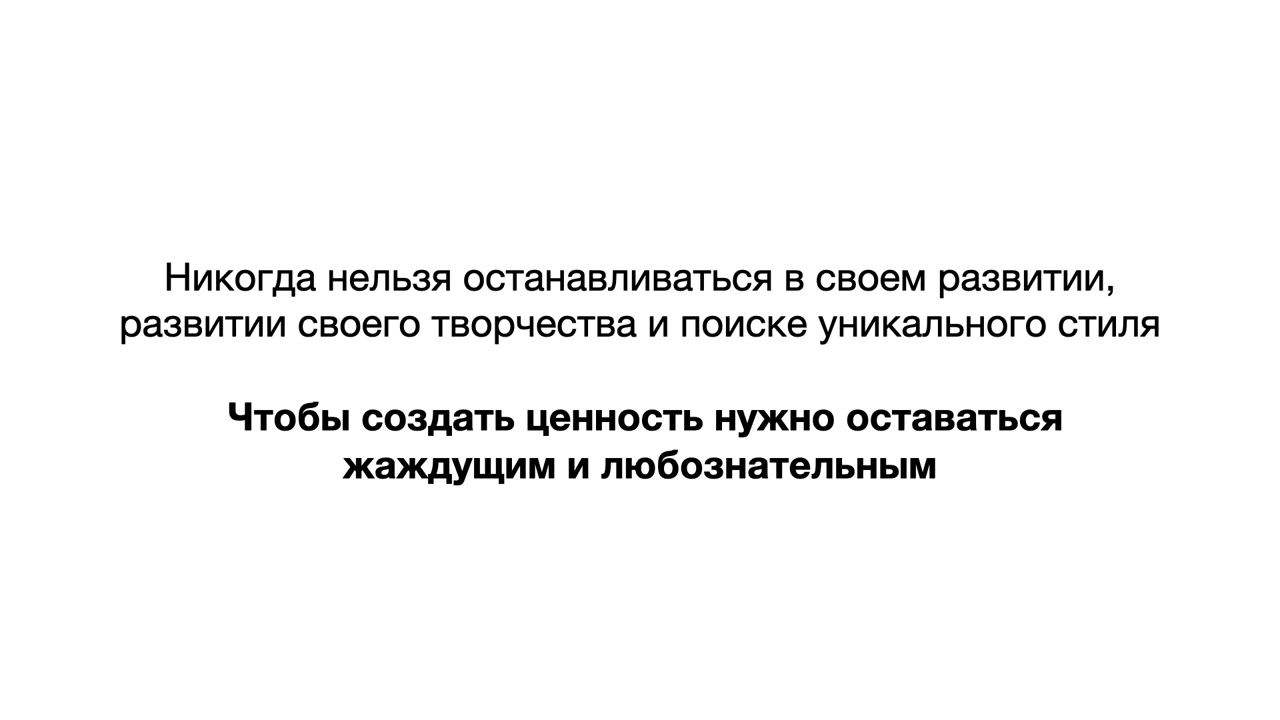 Никогда нельзя останавливаться в своем развитии,
развитии своего творчества и поиске уникального стиля
Чтобы создать ценность нужно оставаться
жаждущим и любознательным